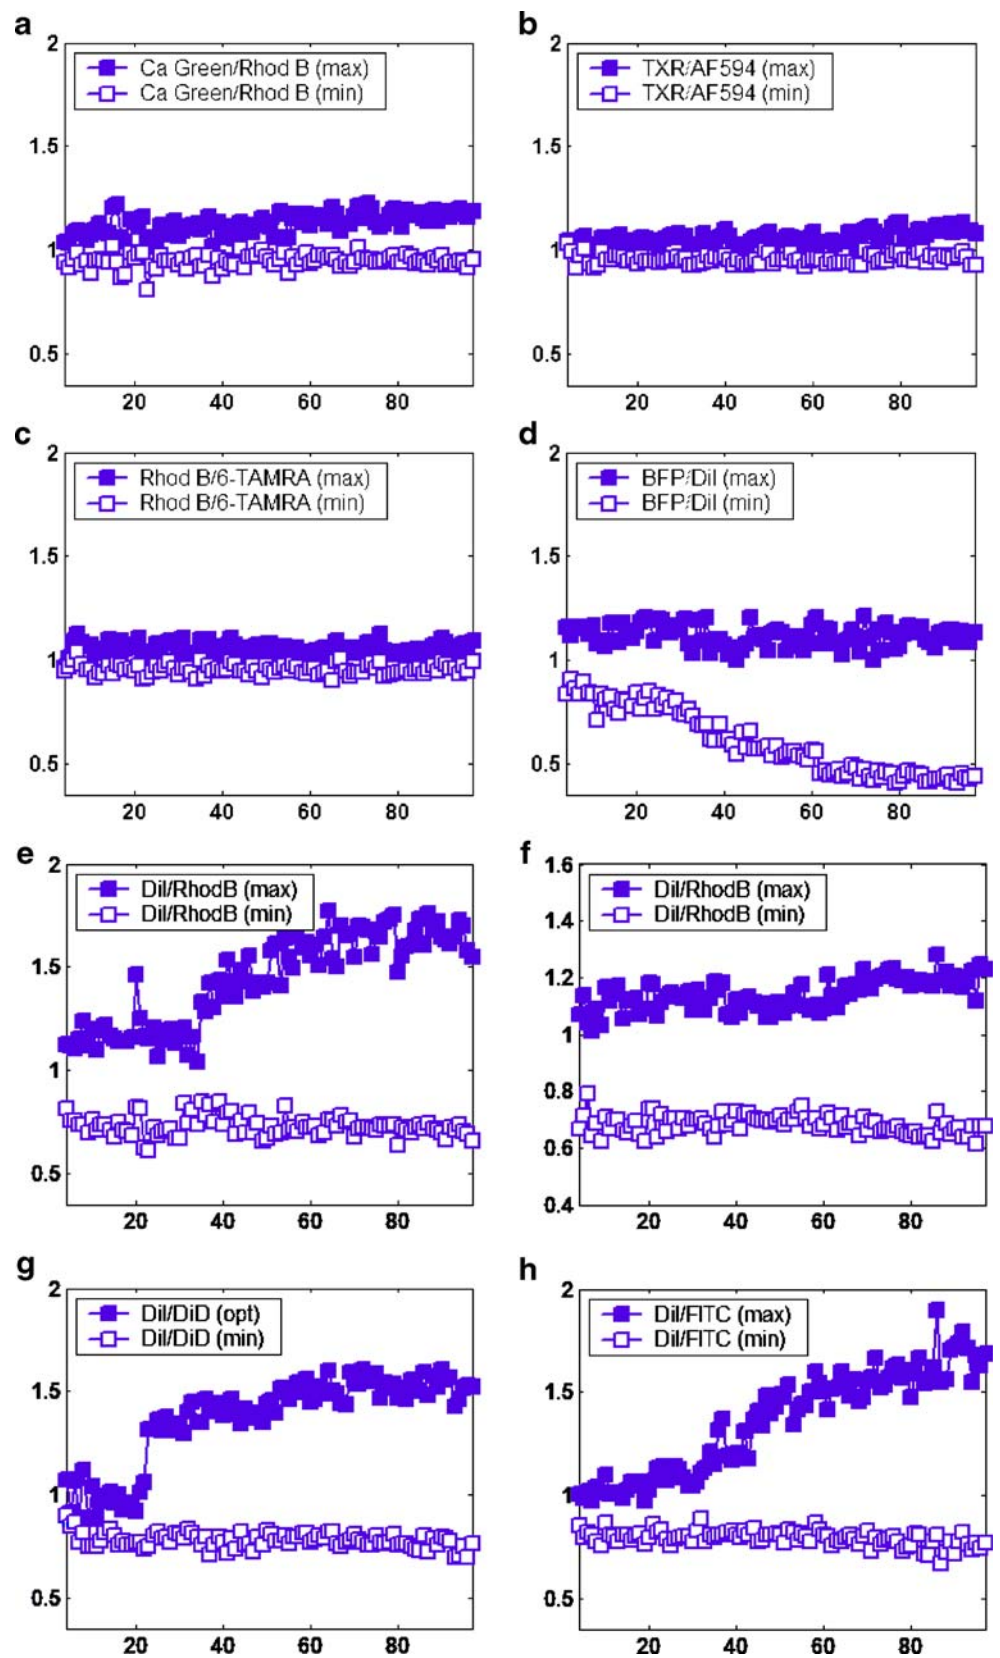 a
2
Ca Green/Rhod B (max)
Ca Green/Rhod B (min)
1.5
1
0.5
20 40 60 80
b
2
TXR/AF594 (max)
TXR/AF594 (min)
1.5
1
0.5
20 40 60 80
c
2
Rhod B/6-TAMRA (max)
Rhod B/6-TAMRA (min)
1.5
1
0.5
20 40 60 80
d
2
BFP/DiI (max)
BFP/DiI (min)
1.5
1
0.5
20 40 60 80
e
2
DiI/RhodB (max)
DiI/RhodB (min)
1.5
1
0.5
20 40 60 80
f
1.6
DiI/RhodB (max)
DiI/RhodB (min)
1.4
1.2
1
0.8
0.6
0.4
20 40 60 80
g
2
DiI/DiD (opt)
DiI/DiD (min)
1.5
1
0.5
20 40 60 80
h
2
DiI/FITC (max)
DiI/FITC (min)
1.5
1
0.5
20 40 60 80